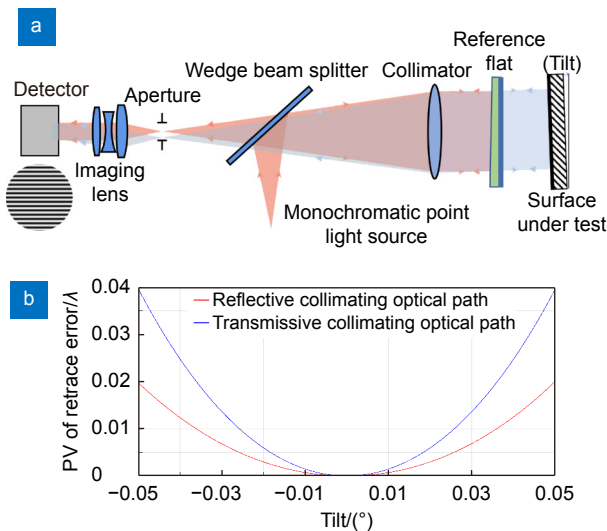 a
Reference
flat
(Tilt)
Wedge beam splitter
Collimator
Detector
Aperture
Imaging
lens
Monochromatic point
light source
Surface
under test
b
0.04
0.03
0.02
0.01
0
PV of retrace error/λ
Reflective collimating optical path
Transmissive collimating optical path
−0.05
−0.03
−0.01
0.01
0.03
0.05
Tilt/(°)